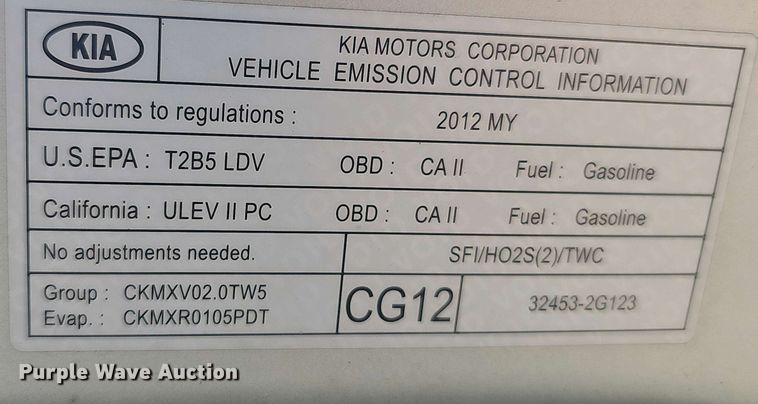 KIA
KIA MOTORS CORPORATION
VEHICLE EMISSION CONTROL INFORMATION
Conforms to regulations : 2012 MY
U.S.EPA : T2B5 LDV OBD : CA II Fuel : Gasoline
California : ULEV II PC OBD : CA II Fuel : Gasoline
No adjustments needed. SFI/HO2S(2)/TWC
Group : CKMXV02.0TW5
Evap. : CKMXR0105PDT
CG12
32453-2G123
Purple Wave Auction